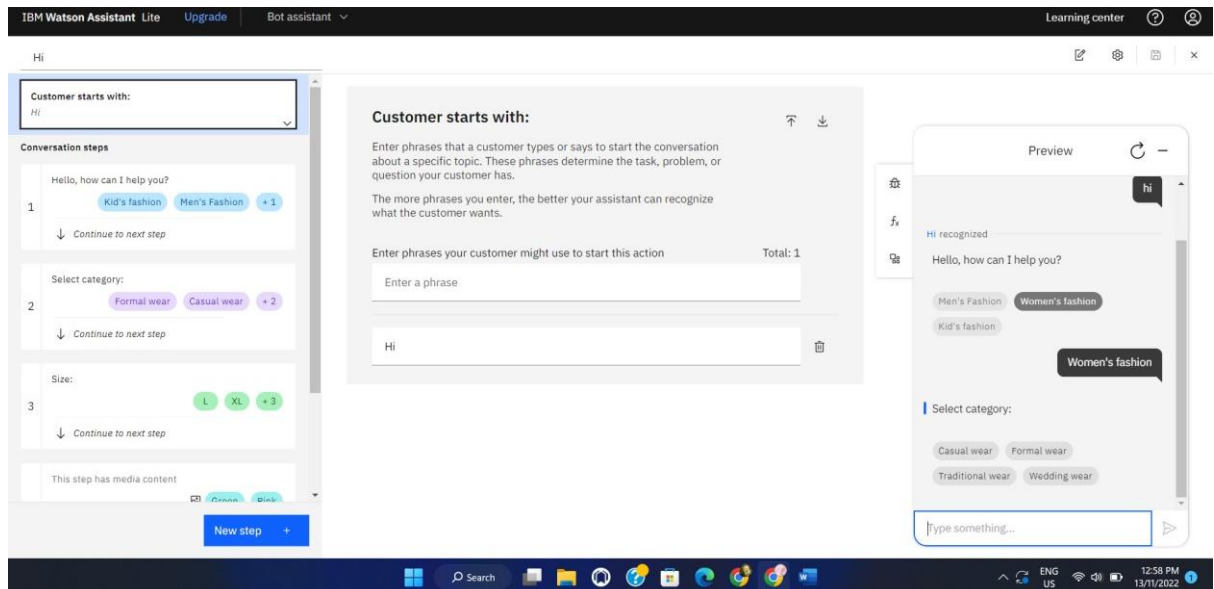 IBM Watson Assistant Lite Upgrade Bot assistant Learning center
Hi
Customer starts with:
Hi
Conversation steps
1
Hello, how can I help you?
Kid's fashion Men's Fashion + 1
Continue to next step
2
Select category:
Formal wear Casual wear + 2
Continue to next step
3
Size:
L XL + 3
Continue to next step
This step has media content
Green Pink
New step +
Customer starts with:
Enter phrases that a customer types or says to start the conversation
about a specific topic. These phrases determine the task, problem, or
question your customer has.
The more phrases you enter, the better your assistant can recognize
what the customer wants.
Enter phrases your customer might use to start this action Total: 1
Enter a phrase
Hi
Preview
hi
Hi recognized
Hello, how can I help you?
Men's Fashion Women's fashion
Kid's fashion
Women's fashion
Select category:
Casual wear Formal wear
Traditional wear Wedding wear
Type something...
Search
ENG
US
12:58 PM
13/11/2022
1